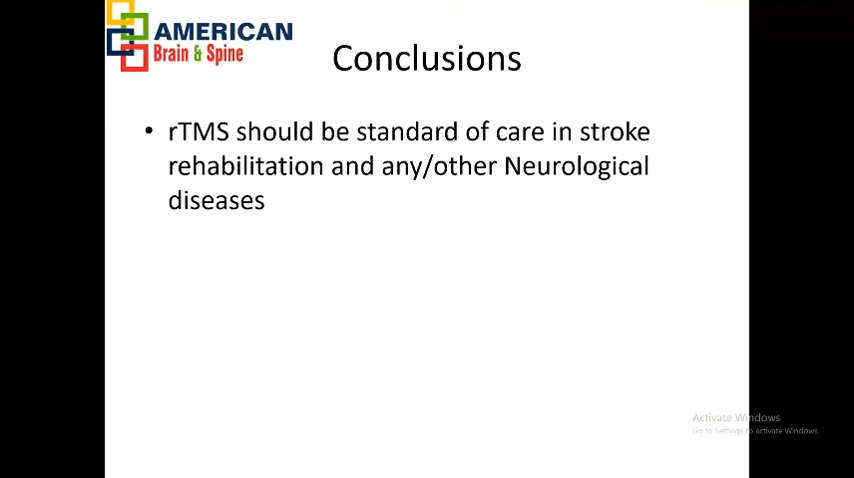 AMERICAN
Brain & Spine
Conclusions
• rTMS should be standard of care in stroke
rehabilitation and any/other Neurological
diseases
Activate Windows
Go to Settings to activate Windows.